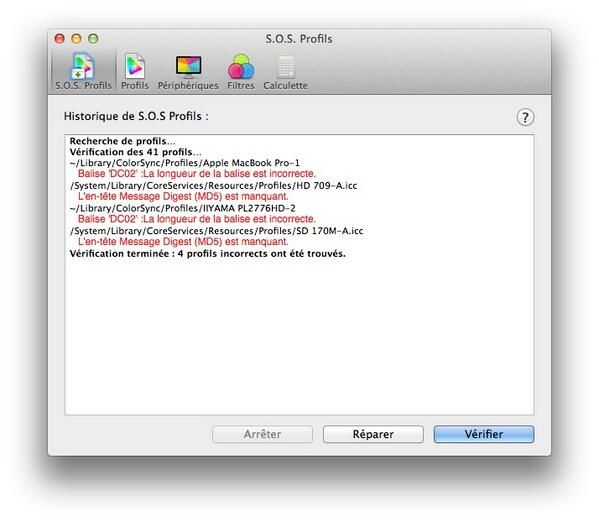 S.O.S. Profils
S.O.S. Profils Profils Périphériques Filtres Calculette
Historique de S.O.S Profils :
?
Recherche de profils...
Vérification des 41 profils...
~/Library/ColorSync/Profiles/Apple MacBook Pro-1
Balise 'DC02' :La longueur de la balise est incorrecte.
/System/Library/CoreServices/Resources/Profiles/HD 709-A.icc
L'en-tête Message Digest (MD5) est manquant.
~/Library/ColorSync/Profiles/IIYAMA PL2776HD-2
Balise 'DC02' :La longueur de la balise est incorrecte.
/System/Library/CoreServices/Resources/Profiles/SD 170M-A.icc
L'en-tête Message Digest (MD5) est manquant.
Vérification terminée : 4 profils incorrects ont été trouvés.
Arrêter Réparer Vérifier